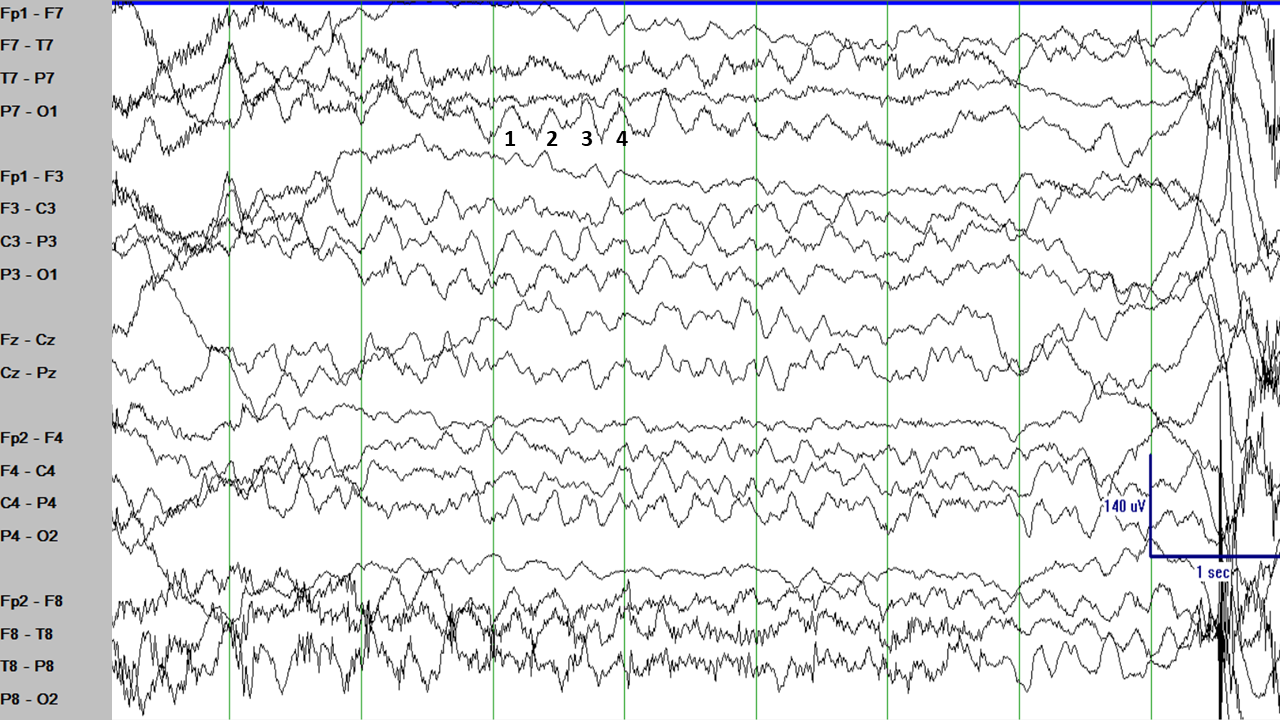 Fp1 - F7
F7 - T7
T7 - P7
P7 - O1
1 2 3 4
Fp1 - F3
F3 - C3
C3 - P3
P3 - O1
Fz - Cz
Cz - Pz
Fp2 - F4
F4 - C4
C4 - P4
140 uV
P4 - O2
1 sec
Fp2 - F8
F8 - T8
T8 - P8
P8 - O2